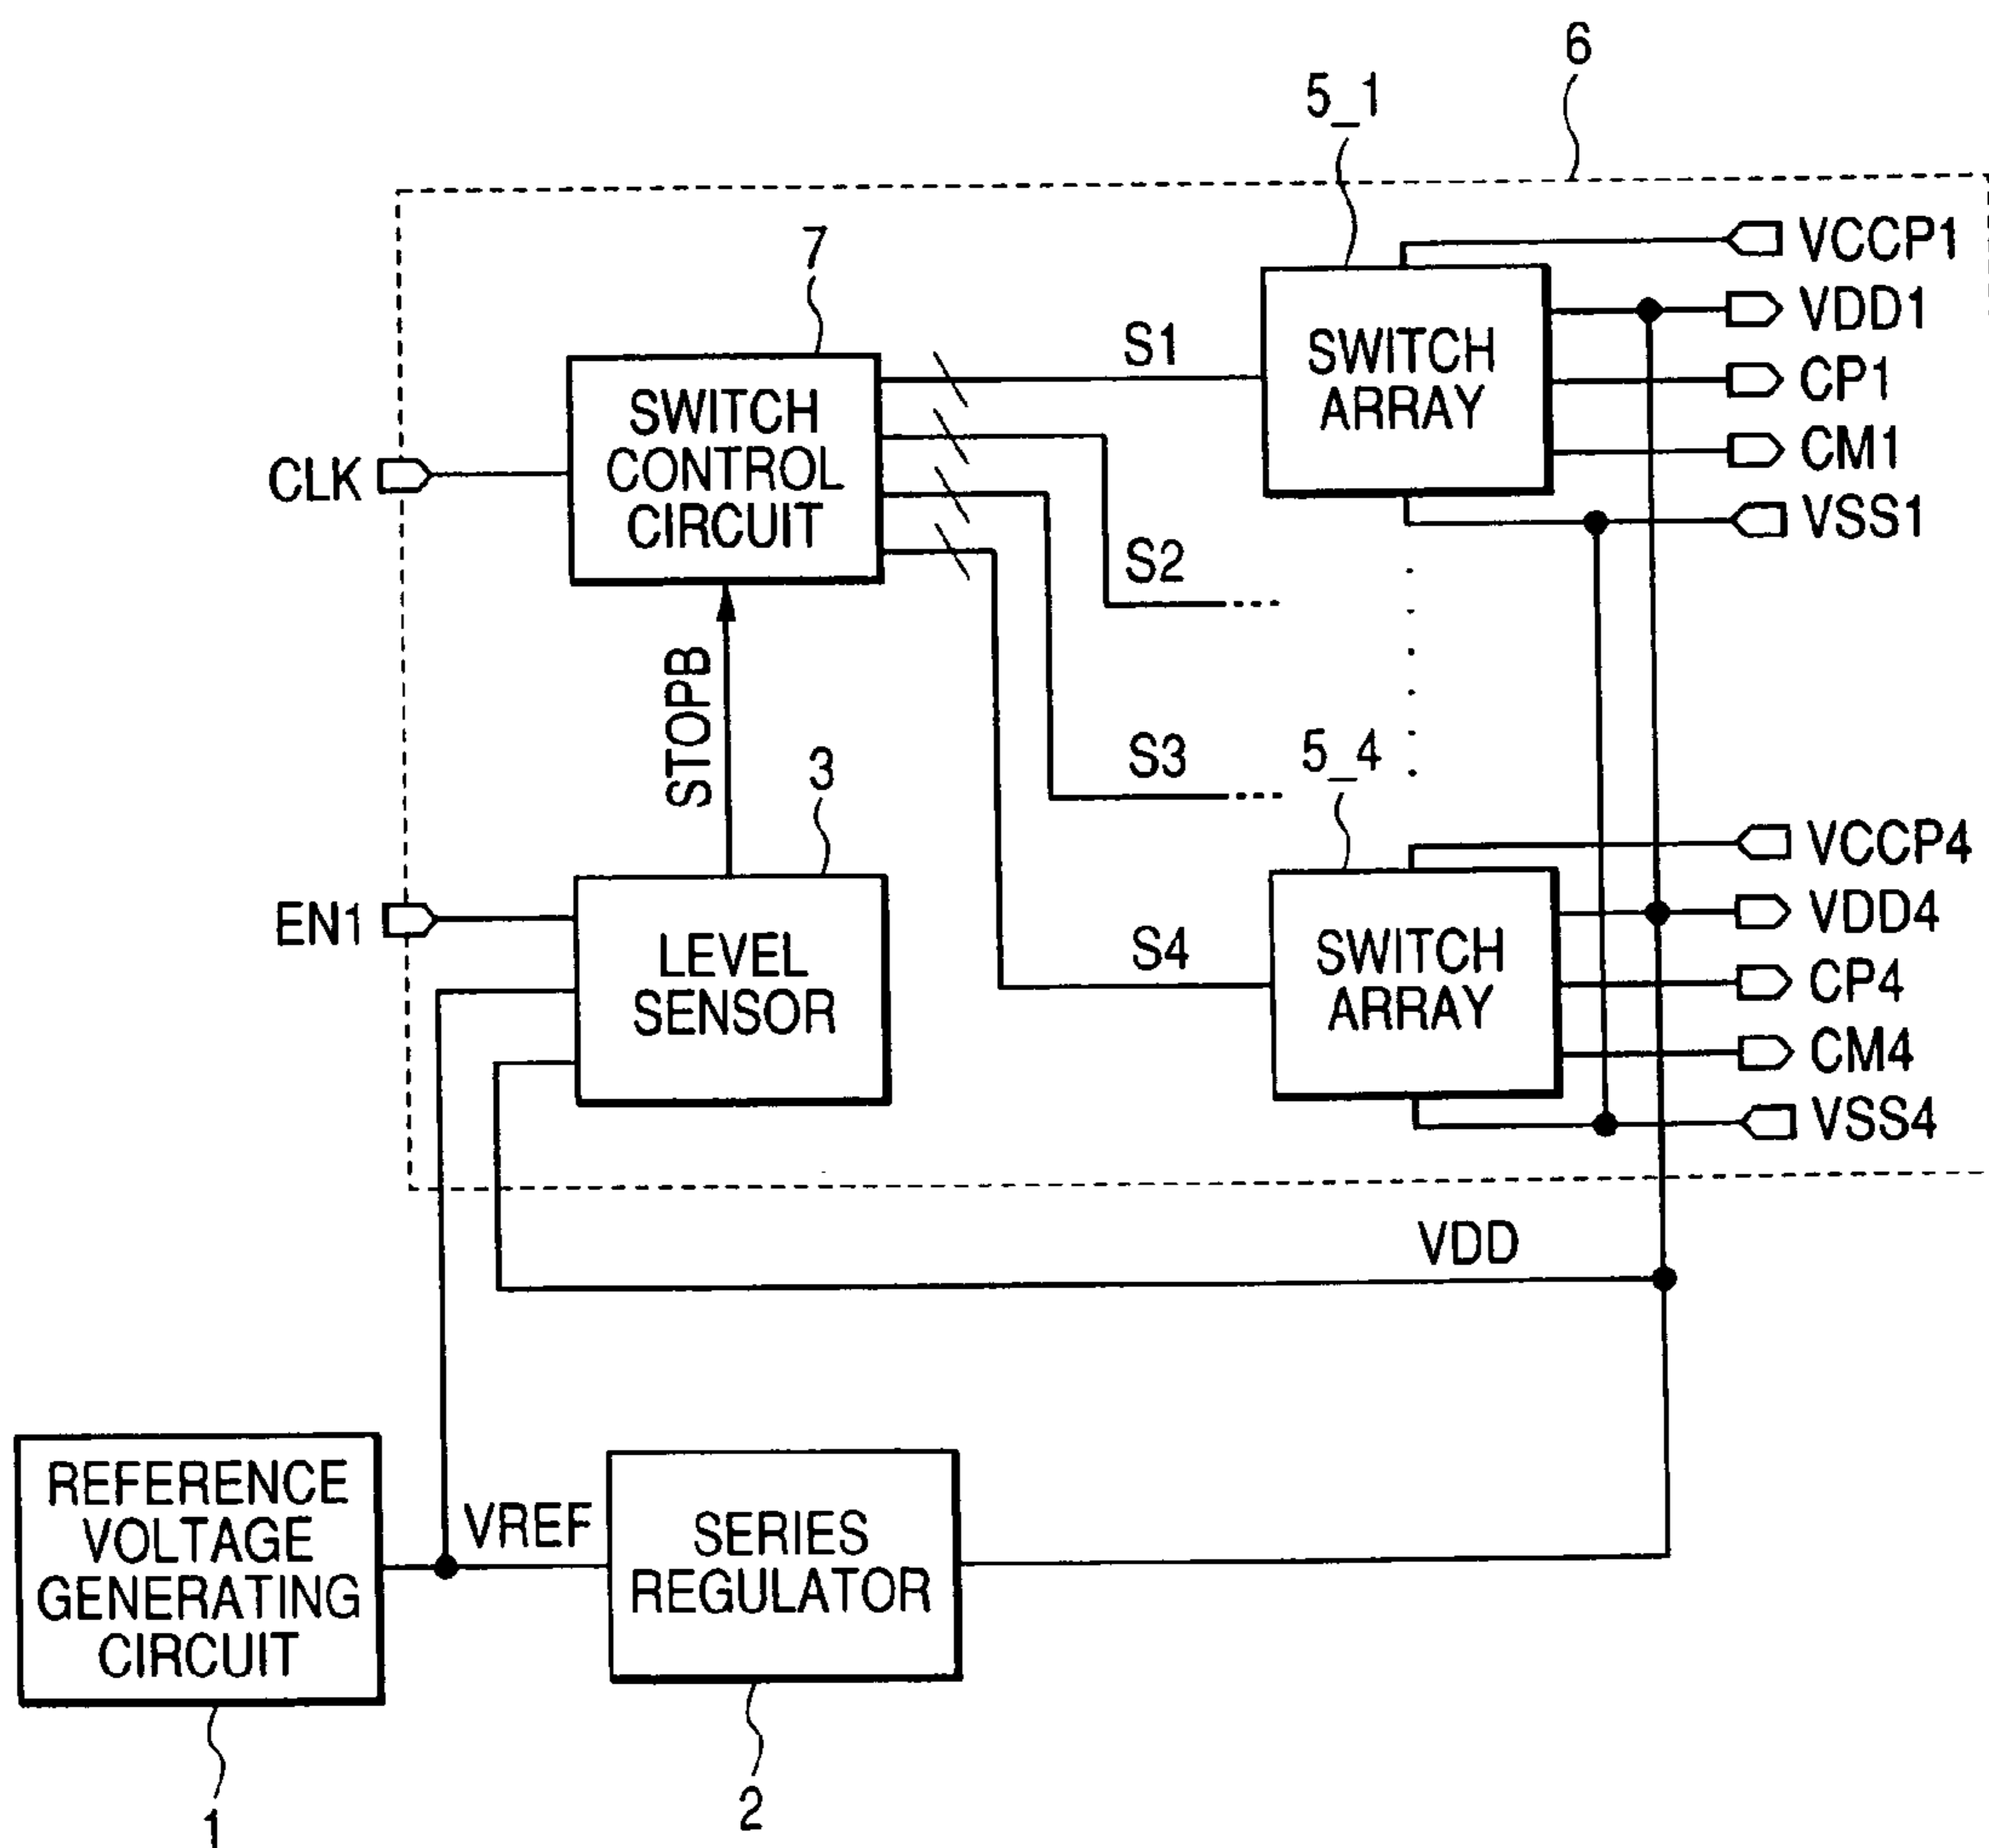 6
5_1
7
VCCP1
VDD1
CP1
CM1
VSS1
SWITCH
ARRAY
S1
SWITCH
CONTROL
CIRCUIT
CLK
S2
STOPB
S3
5_4
3
VCCP4
VDD4
CP4
CM4
VSS4
SWITCH
ARRAY
S4
EN1
LEVEL
SENSOR
VDD
REFERENCE
VOLTAGE
GENERATING
CIRCUIT
VREF
SERIES
REGULATOR
1
2